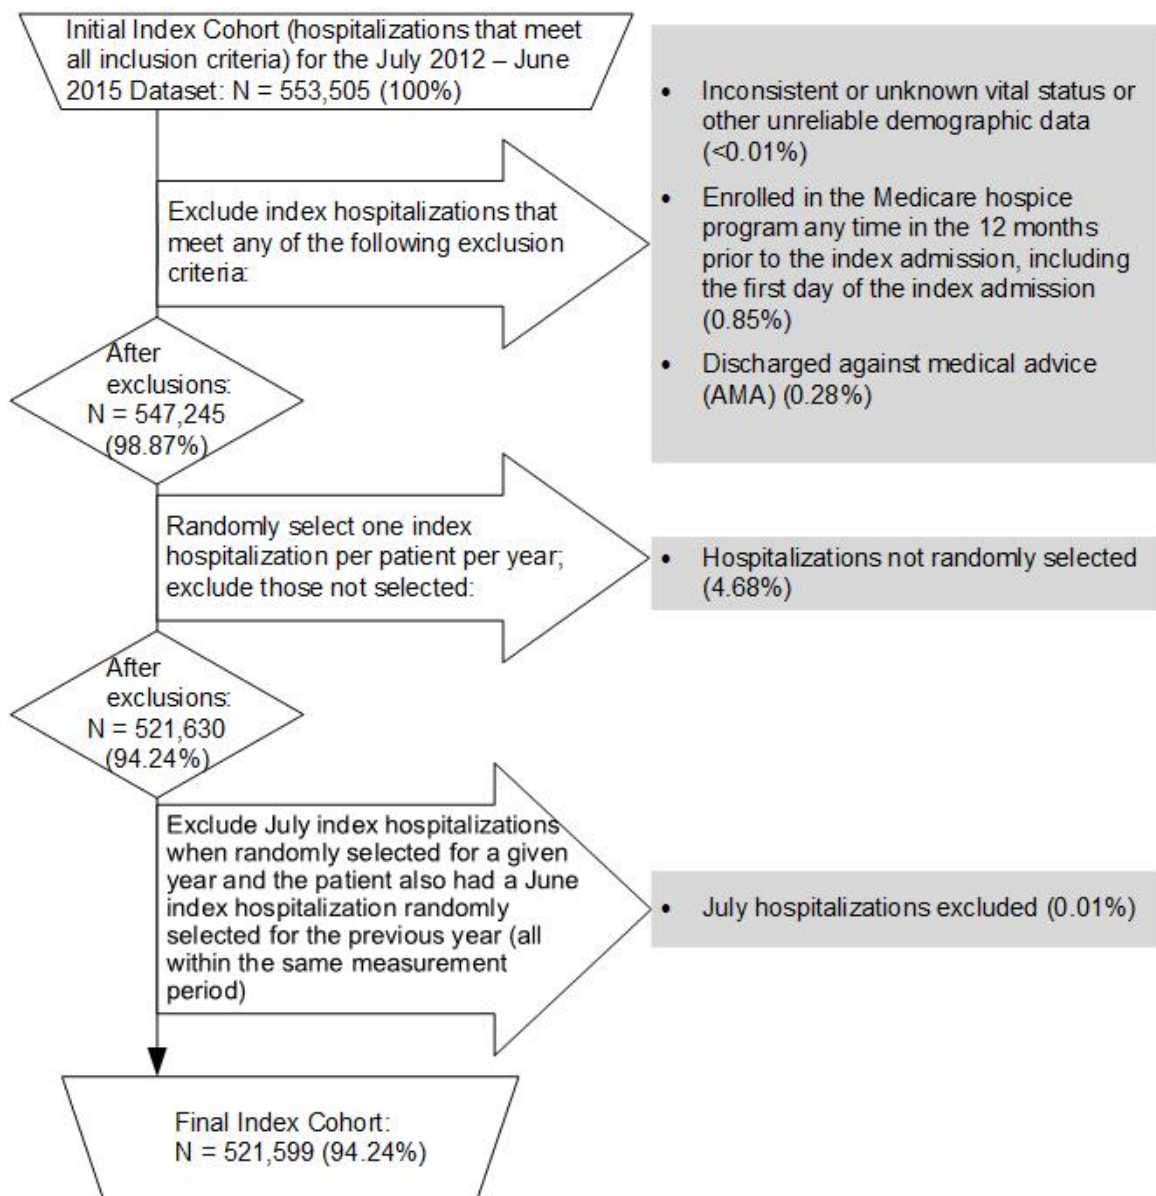 Initial Index Cohort (hospitalizations that meet
all inclusion criteria) for the July 2012 – June
2015 Dataset: N = 553,505 (100%)
Exclude index hospitalizations that
meet any of the following exclusion
criteria:
• Inconsistent or unknown vital status or
other unreliable demographic data
(<0.01%)
• Enrolled in the Medicare hospice
program any time in the 12 months
prior to the index admission, including
the first day of the index admission
(0.85%)
• Discharged against medical advice
(AMA) (0.28%)
After
exclusions:
N = 547,245
(98.87%)
Randomly select one index
hospitalization per patient per year;
exclude those not selected:
• Hospitalizations not randomly selected
(4.68%)
After
exclusions:
N = 521,630
(94.24%)
Exclude July index hospitalizations
when randomly selected for a given
year and the patient also had a June
index hospitalization randomly
selected for the previous year (all
within the same measurement
period)
• July hospitalizations excluded (0.01%)
Final Index Cohort:
N = 521,599 (94.24%)